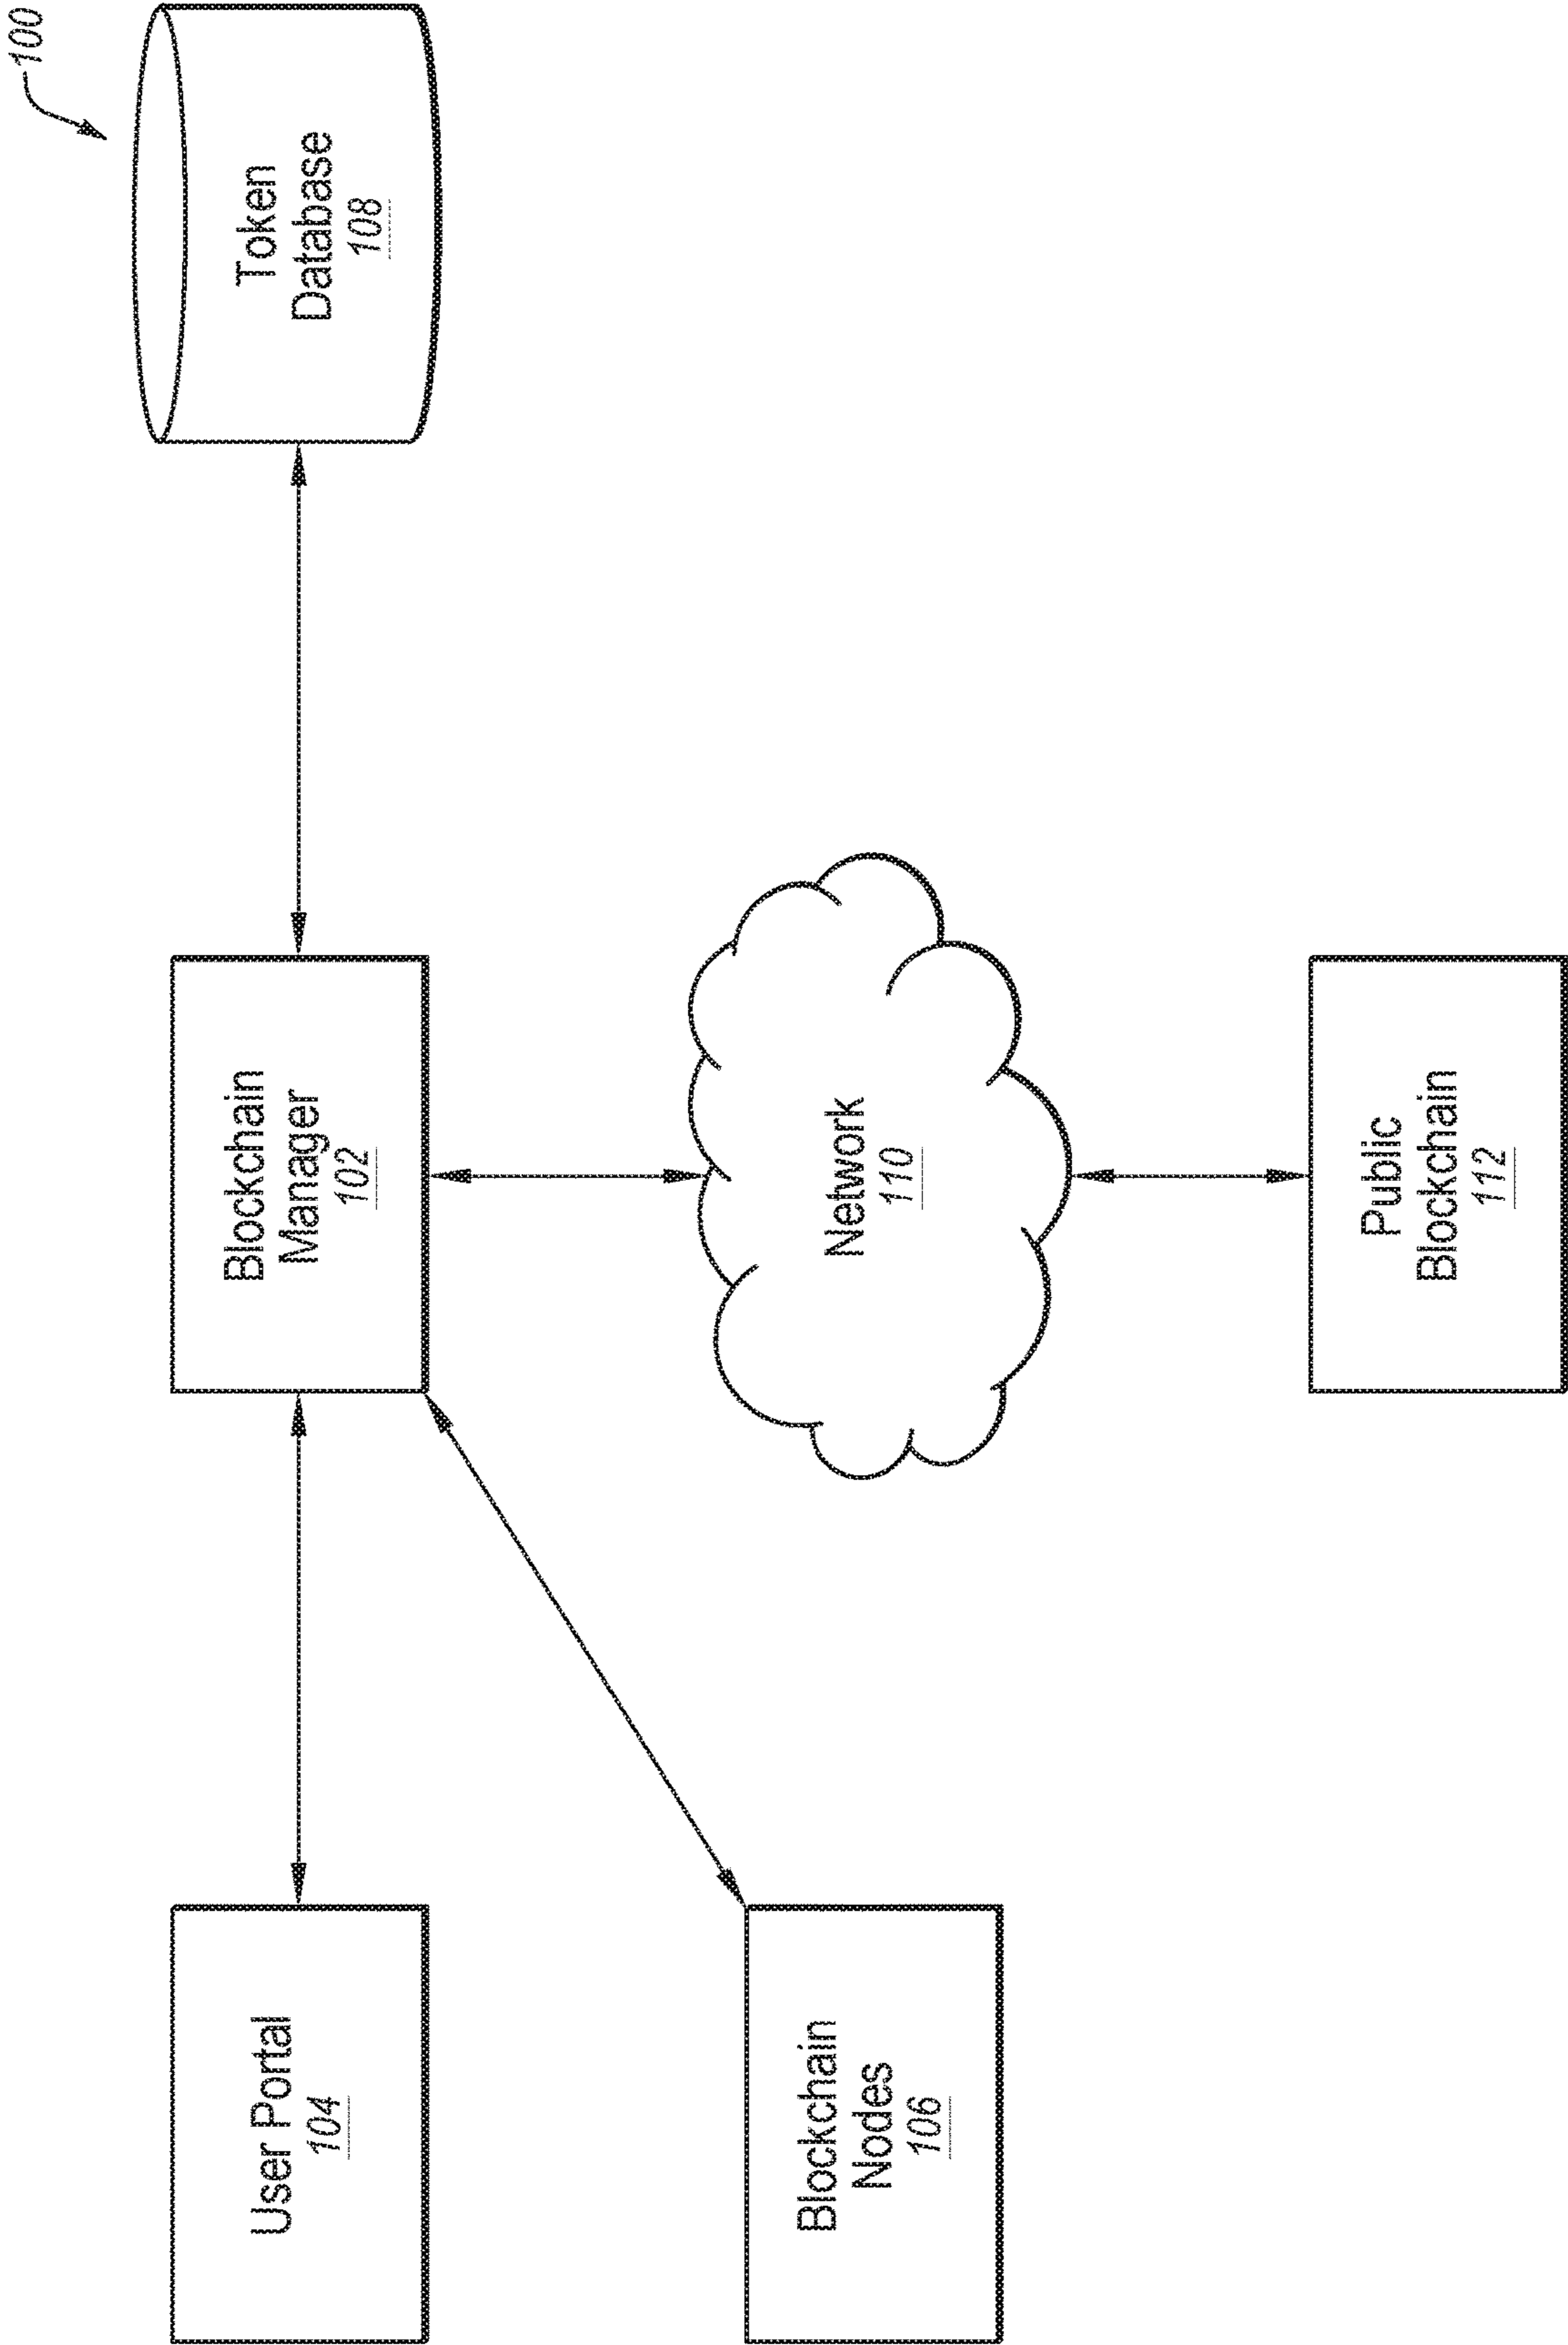 100
User Portal
104
Blockchain
Manager
102
Token
Database
108
Blockchain
Nodes
106
Network
110
Public
Blockchain
112